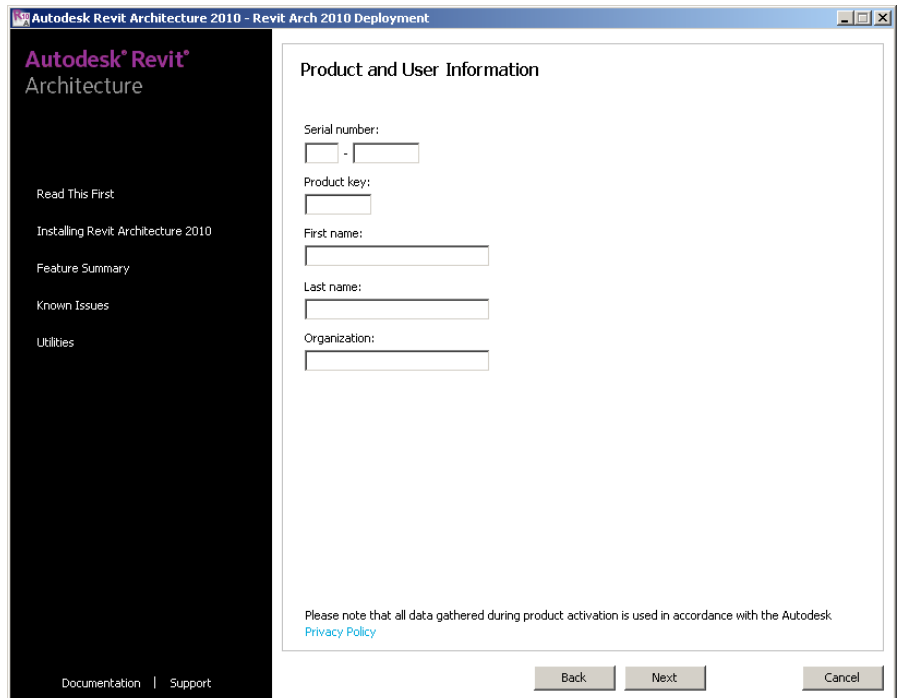 Autodesk Revit Architecture 2010 - Revit Arch 2010 Deployment
Autodesk® Revit®
Architecture
Read This First
Installing Revit Architecture 2010
Feature Summary
Known Issues
Utilities
Documentation | Support
Product and User Information
Serial number:
-
Product key:
First name:
Last name:
Organization:
Please note that all data gathered during product activation is used in accordance with the Autodesk
Privacy Policy
Back Next Cancel